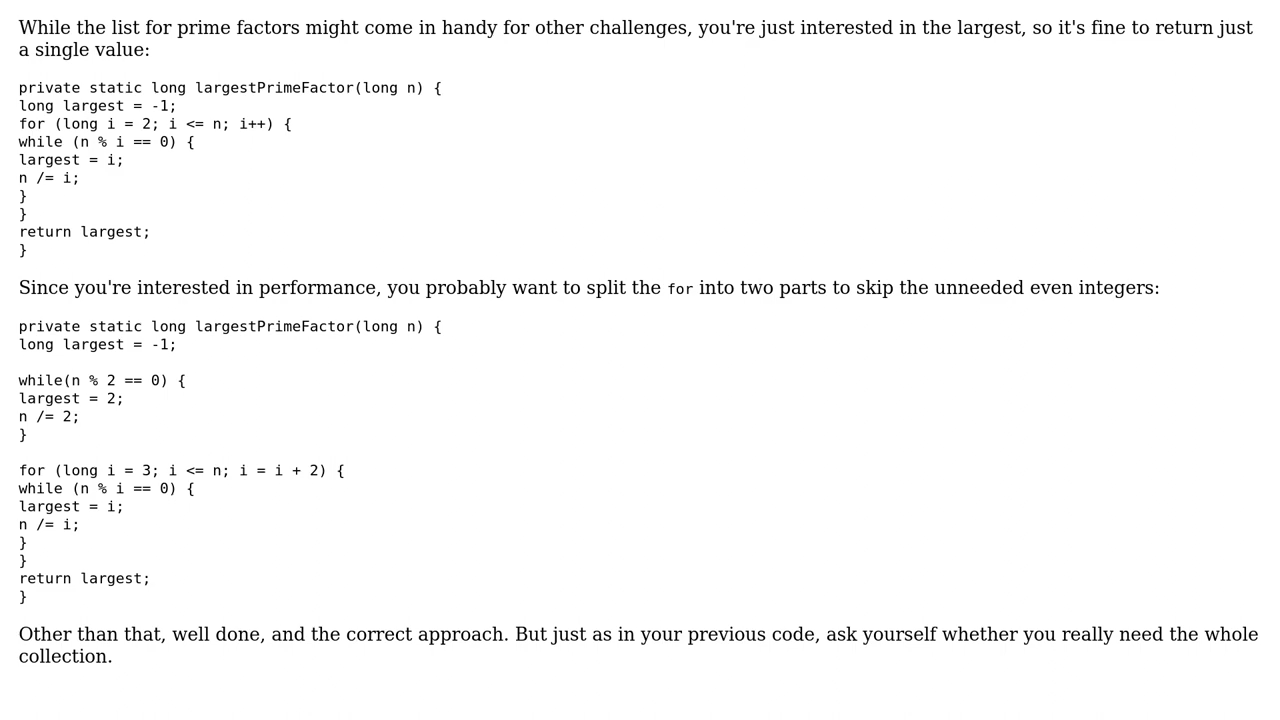 While the list for prime factors might come in handy for other challenges, you're just interested in the largest, so it's fine to return just
a single value:
private static long largestPrimeFactor(long n) {
long largest = -1;
for (long i = 2; i <= n; i++) {
while (n % i == 0) {
largest = i;
n /= i;
}
}
return largest;
}
Since you're interested in performance, you probably want to split the for into two parts to skip the unneeded even integers:
private static long largestPrimeFactor(long n) {
long largest = -1;
while(n % 2 == 0) {
largest = 2;
n /= 2;
}
for (long i = 3; i <= n; i = i + 2) {
while (n % i == 0) {
largest = i;
n /= i;
}
}
return largest;
}
Other than that, well done, and the correct approach. But just as in your previous code, ask yourself whether you really need the whole
collection.